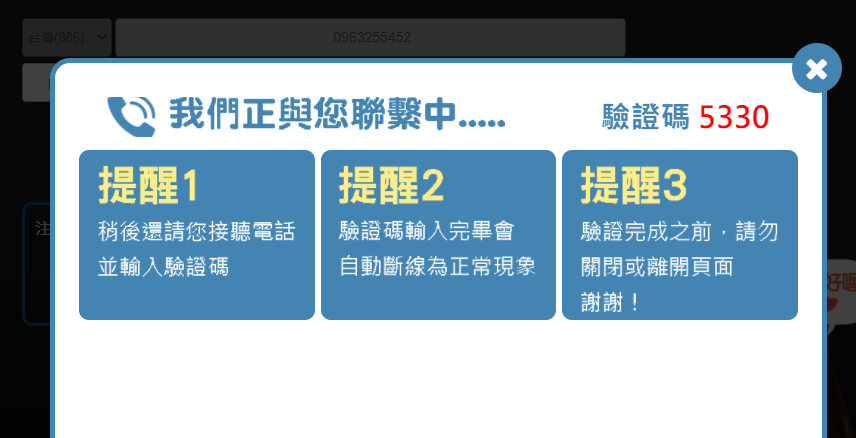 台灣(886)
0963255452
我們正與您聯繫中.....
驗證碼 5330
提醒1
稍後還請您接聽電話
並輸入驗證碼
提醒2
驗證碼輸入完畢會
自動斷線為正常現象
提醒3
驗證完成之前，請勿
關閉或離開頁面
謝謝！
注
好喔